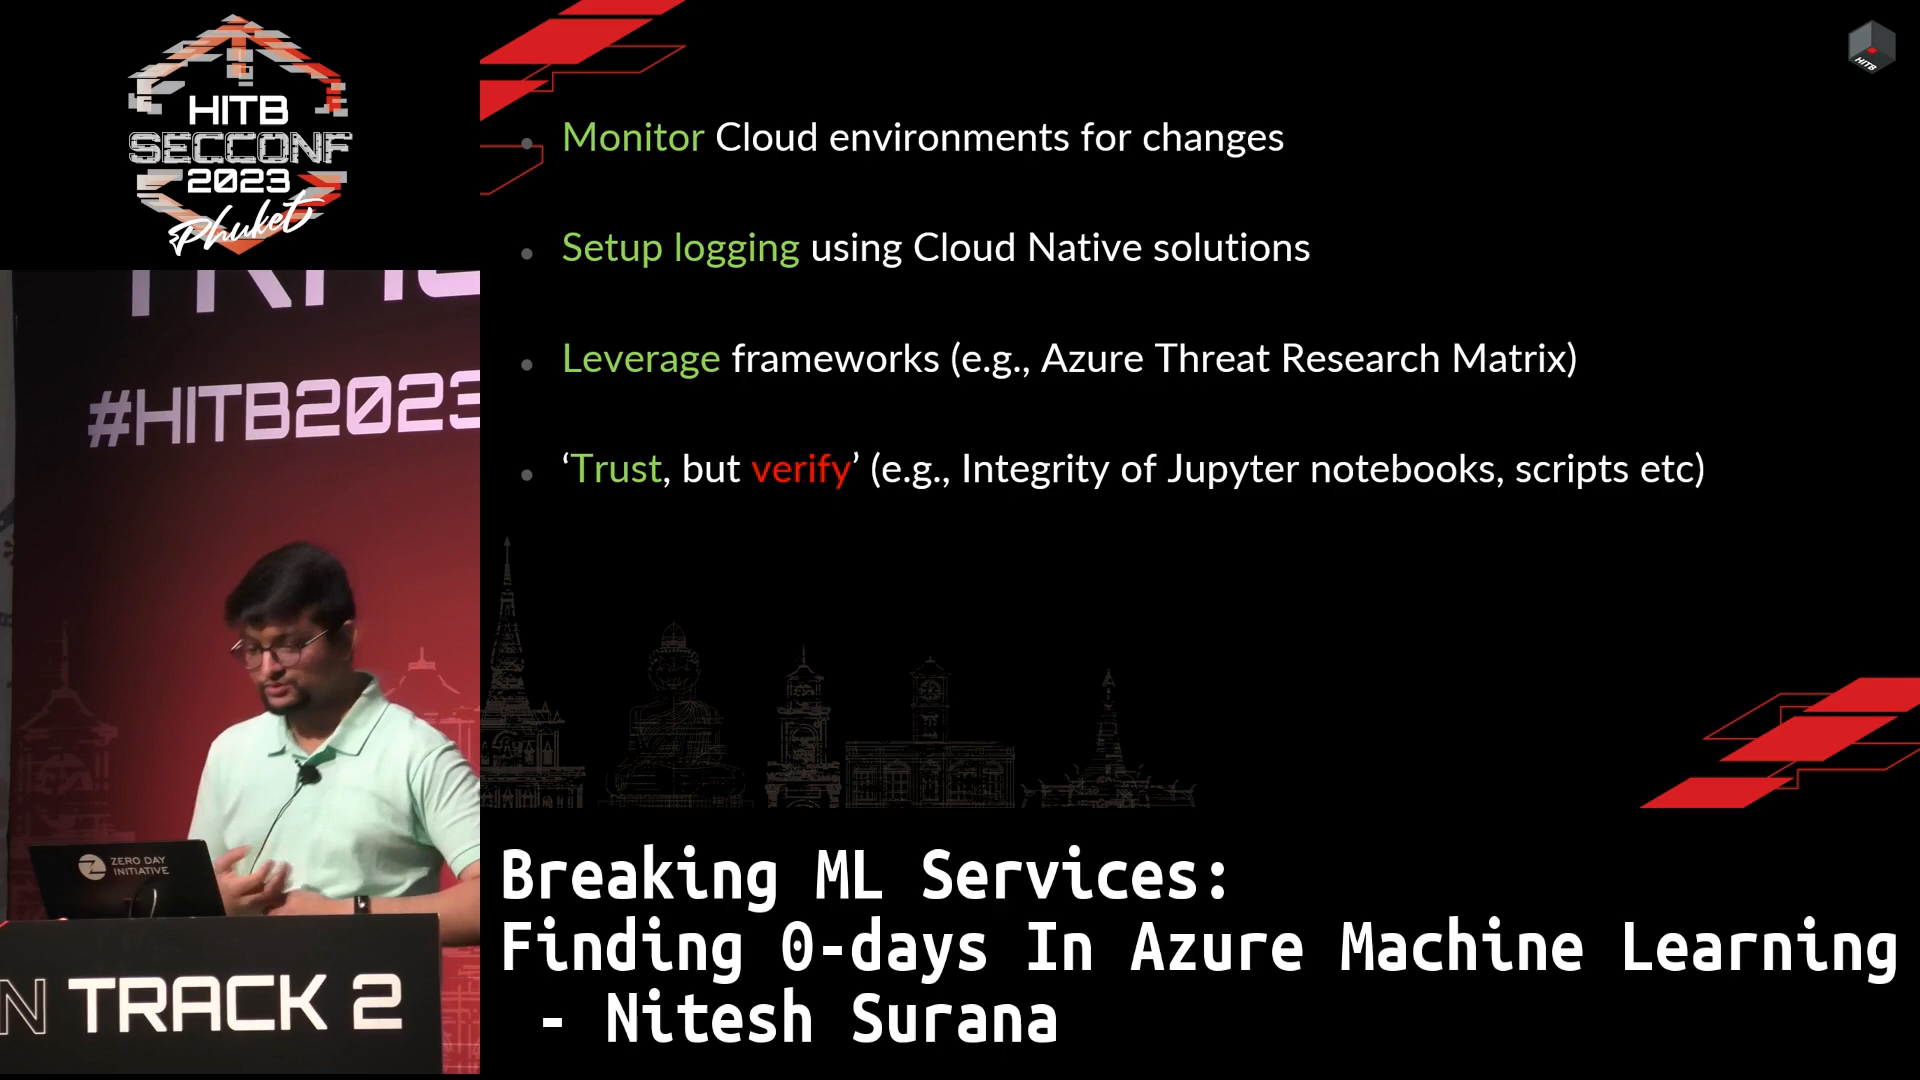 HITB
SECCONF
2023
Phuket
HITB
• Monitor Cloud environments for changes
• Setup logging using Cloud Native solutions
• Leverage frameworks (e.g., Azure Threat Research Matrix)
• ‘Trust, but verify’ (e.g., Integrity of Jupyter notebooks, scripts etc)
#HITB2023
ZERO DAY
INITIATIVE
N TRACK 2
Breaking ML Services:
Finding 0-days In Azure Machine Learning
- Nitesh Surana